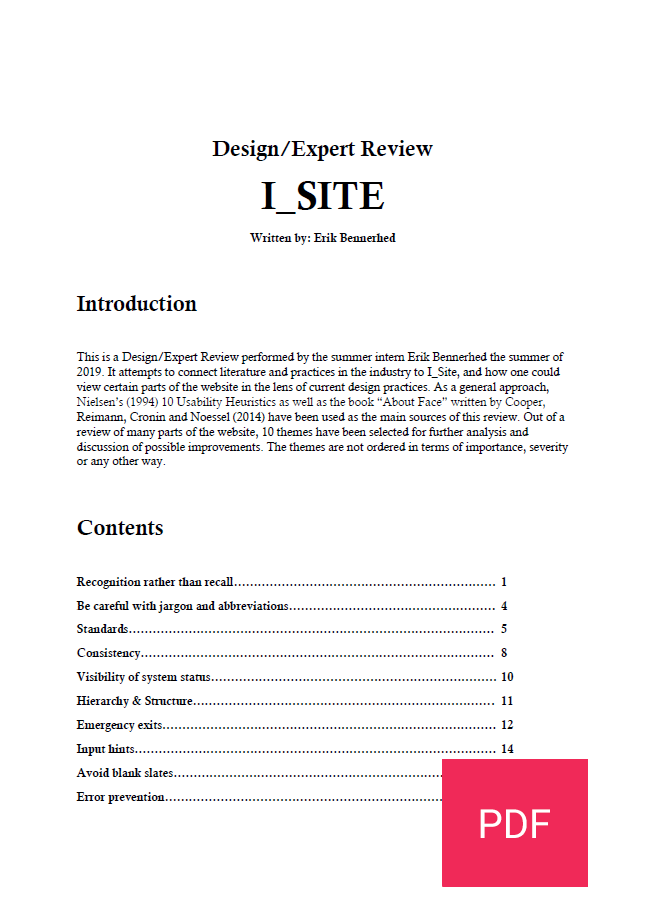 Design/Expert Review
I_SITE
Written by: Erik Bennerhed
Introduction
This is a Design/Expert Review performed by the summer intern Erik Bennerhed the summer of
2019. It attempts to connect literature and practices in the industry to I_Site, and how one could
view certain parts of the website in the lens of current design practices. As a general approach,
Nielsen's (1994) 10 Usability Heuristics as well as the book “About Face” written by Cooper,
Reimann, Cronin and Noessel (2014) have been used as the main sources of this review. Out of a
review of many parts of the website, 10 themes have been selected for further analysis and
discussion of possible improvements. The themes are not ordered in terms of importance, severity
or any other way.
Contents
Recognition rather than recall.................................................................. 1
Be careful with jargon and abbreviations.................................................... 4
Standards............................................................................................ 5
Consistency......................................................................................... 8
Visibility of system status........................................................................ 10
Hierarchy & Structure............................................................................ 11
Emergency exits.................................................................................... 12
Input hints........................................................................................... 14
Avoid blank slates....................................................................
Error prevention......................................................................
PDF